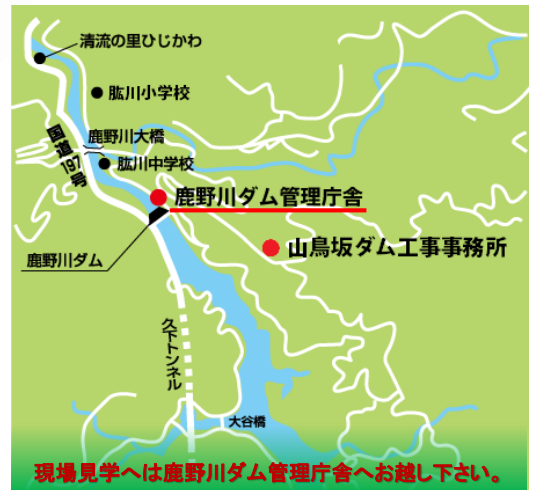 清流の里ひじかわ
肱川小学校
鹿野川大橋
国道197号
肱川中学校
鹿野川ダム管理庁舎
山鳥坂ダム工事事務所
鹿野川ダム
久下トンネル
大谷橋
現場見学へは鹿野川ダム管理庁舎へお越し下さい。